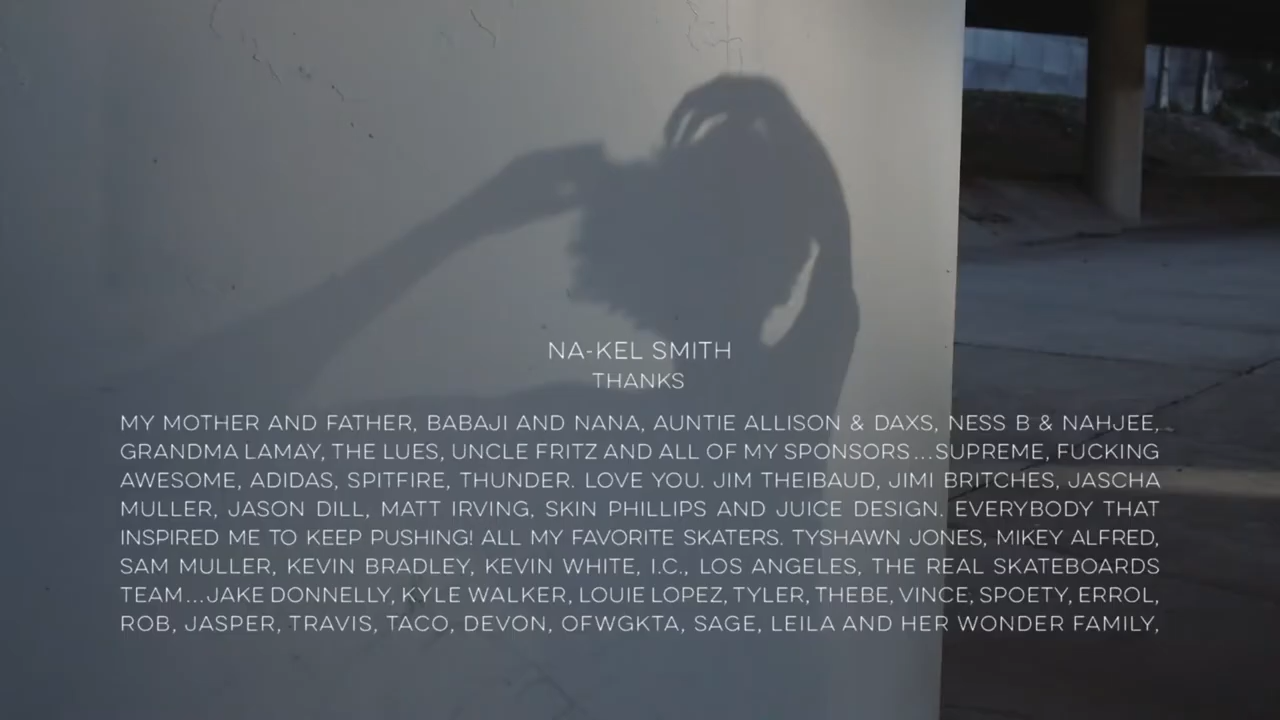 NA-KEL SMITH
THANKS
MY MOTHER AND FATHER, BABAJI AND NANA, AUNTIE ALLISON & DAXS, NESS B & NAHJEE,
GRANDMA LAMAY, THE LUES, UNCLE FRITZ AND ALL OF MY SPONSORS...SUPREME, FUCKING
AWESOME, ADIDAS, SPITFIRE, THUNDER. LOVE YOU. JIM THEIBAUD, JIMI BRITCHES, JASCHA
MULLER, JASON DILL, MATT IRVING, SKIN PHILLIPS AND JUICE DESIGN. EVERYBODY THAT
INSPIRED ME TO KEEP PUSHING! ALL MY FAVORITE SKATERS. TYSHAWN JONES, MIKEY ALFRED,
SAM MULLER, KEVIN BRADLEY, KEVIN WHITE, I.C., LOS ANGELES, THE REAL SKATEBOARDS
TEAM...JAKE DONNELLY, KYLE WALKER, LOUIE LOPEZ, TYLER, THEBE, VINCE, SPOETY, ERROL,
ROB, JASPER, TRAVIS, TACO, DEVON, OFWGKTA, SAGE, LEILA AND HER WONDER FAMILY,